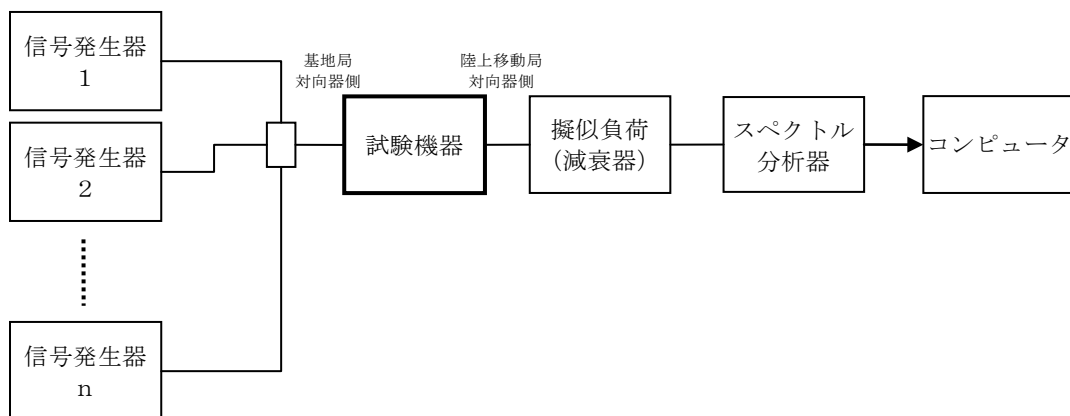 信号発生器
1
信号発生器
2
信号発生器
n
基地局
対向器側
試験機器
陸上移動局
対向器側
擬似負荷
(減衰器)
スペクトル
分析器
コンピュータ